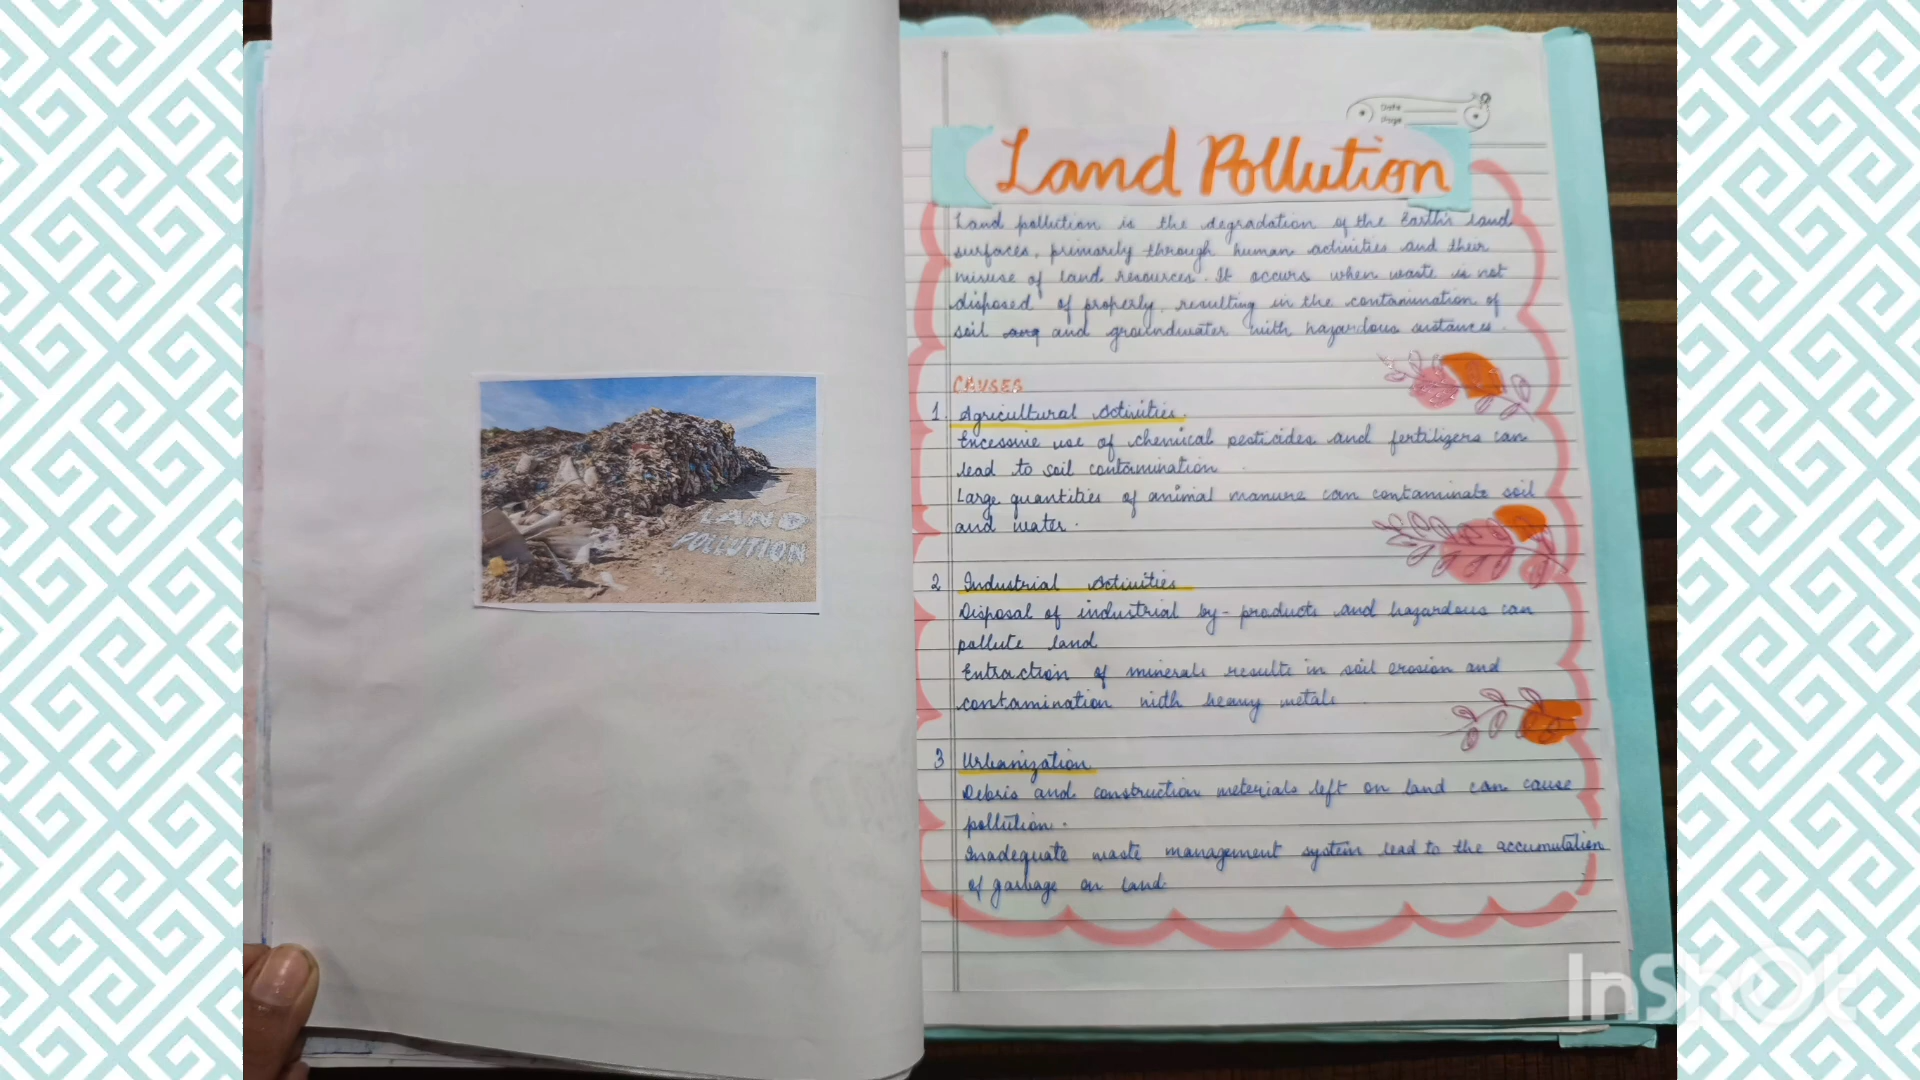 LAND
POLLUTION
Date
Page
Land Pollution
Land pollution is the degradation of the Earth's land
surfaces, primarily through human activities and their
misuse of land resources. It occurs when waste is not
disposed of properly, resulting in the contamination of
soil and groundwater with hazardous sustances.
CAUSES
1. Agricultural Activities.
Excessive use of chemical pesticides and fertilizers can
lead to soil contamination
Large quantities of animal manure can contaminate soil
and water.
2 Industrial Activities
Disposal of industrial by-products and hazardous can
pollute land
Extraction of minerals results in soil erosion and
contamination with heavy metals
3 Urbanization
Debris and construction meterials left on land can cause
pollution.
Inadequate waste management system lead to the accumulation
of garbage on land.
InShOt